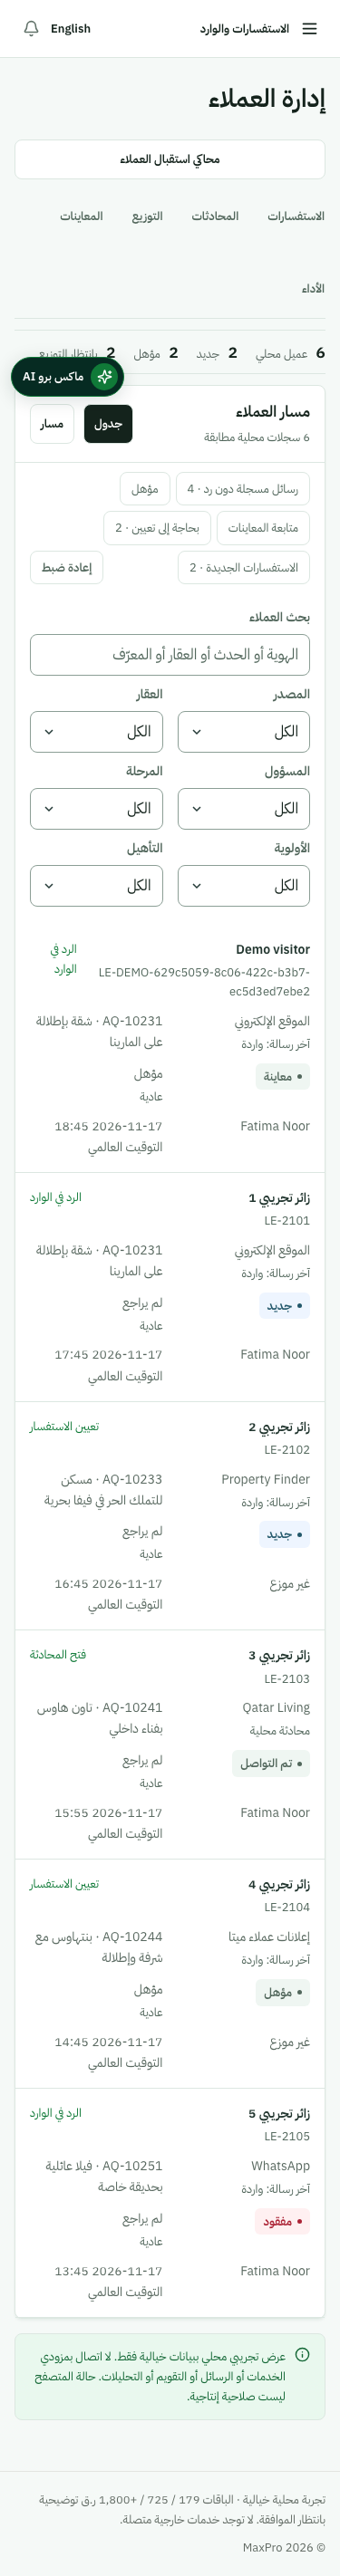 الاستفسارات والوارد
English
إدارة العملاء
محاكي استقبال العملاء
الاستفسارات
المحادثات
التوزيع
المعاينات
الأداء
6 عميل محلي
2 جديد
2 مؤهل
2 بانتظار التوزيع
ماكس برو AI
مسار العملاء
6 سجلات محلية مطابقة
جدول
مسار
رسائل مسجلة دون رد · 4
مؤهل
متابعة المعاينات
بحاجة إلى تعيين · 2
الاستفسارات الجديدة · 2
إعادة ضبط
بحث العملاء
الهوية أو الحدث أو العقار أو المعرّف
المصدر
العقار
الكل
الكل
المسؤول
المرحلة
الكل
الكل
الأولوية
التأهيل
الكل
الكل
Demo visitor
LE-DEMO-629c5059-8c06-422c-b3b7-
ec5d3ed7ebe2
الرد في
الوارد
الموقع الإلكتروني
آخر رسالة: واردة
AQ-10231 · شقة بإطلالة
على المارينا
معاينة
مؤهل
عادية
Fatima Noor
2026-11-17 18:45
التوقيت العالمي
زائر تجريبي 1
LE-2101
الرد في الوارد
الموقع الإلكتروني
آخر رسالة: واردة
AQ-10231 · شقة بإطلالة
على المارينا
جديد
لم يراجع
عادية
Fatima Noor
2026-11-17 17:45
التوقيت العالمي
زائر تجريبي 2
LE-2102
تعيين الاستفسار
Property Finder
آخر رسالة: واردة
AQ-10233 · مسكن
للتملك الحر في فيفا بحرية
جديد
لم يراجع
عادية
غير موزع
2026-11-17 16:45
التوقيت العالمي
زائر تجريبي 3
LE-2103
فتح المحادثة
Qatar Living
محادثة محلية
AQ-10241 · تاون هاوس
بفناء داخلي
تم التواصل
لم يراجع
عادية
Fatima Noor
2026-11-17 15:55
التوقيت العالمي
زائر تجريبي 4
LE-2104
تعيين الاستفسار
إعلانات عملاء ميتا
آخر رسالة: واردة
AQ-10244 · بنتهاوس مع
شرفة وإطلالة
مؤهل
مؤهل
عادية
غير موزع
2026-11-17 14:45
التوقيت العالمي
زائر تجريبي 5
LE-2105
الرد في الوارد
WhatsApp
آخر رسالة: واردة
AQ-10251 · فيلا عائلية
بحديقة خاصة
مفقود
لم يراجع
عادية
Fatima Noor
2026-11-17 13:45
التوقيت العالمي
عرض تجريبي محلي ببيانات خيالية فقط. لا اتصال بمزودي
الخدمات أو الرسائل أو التقويم أو التحليلات. حالة المتصفح
ليست صلاحية إنتاجية.
تجربة محلية خيالية · الباقات 179 / 725 / +1,800 ر.ق توضيحية
بانتظار الموافقة. لا توجد خدمات خارجية متصلة.
© 2026 MaxPro